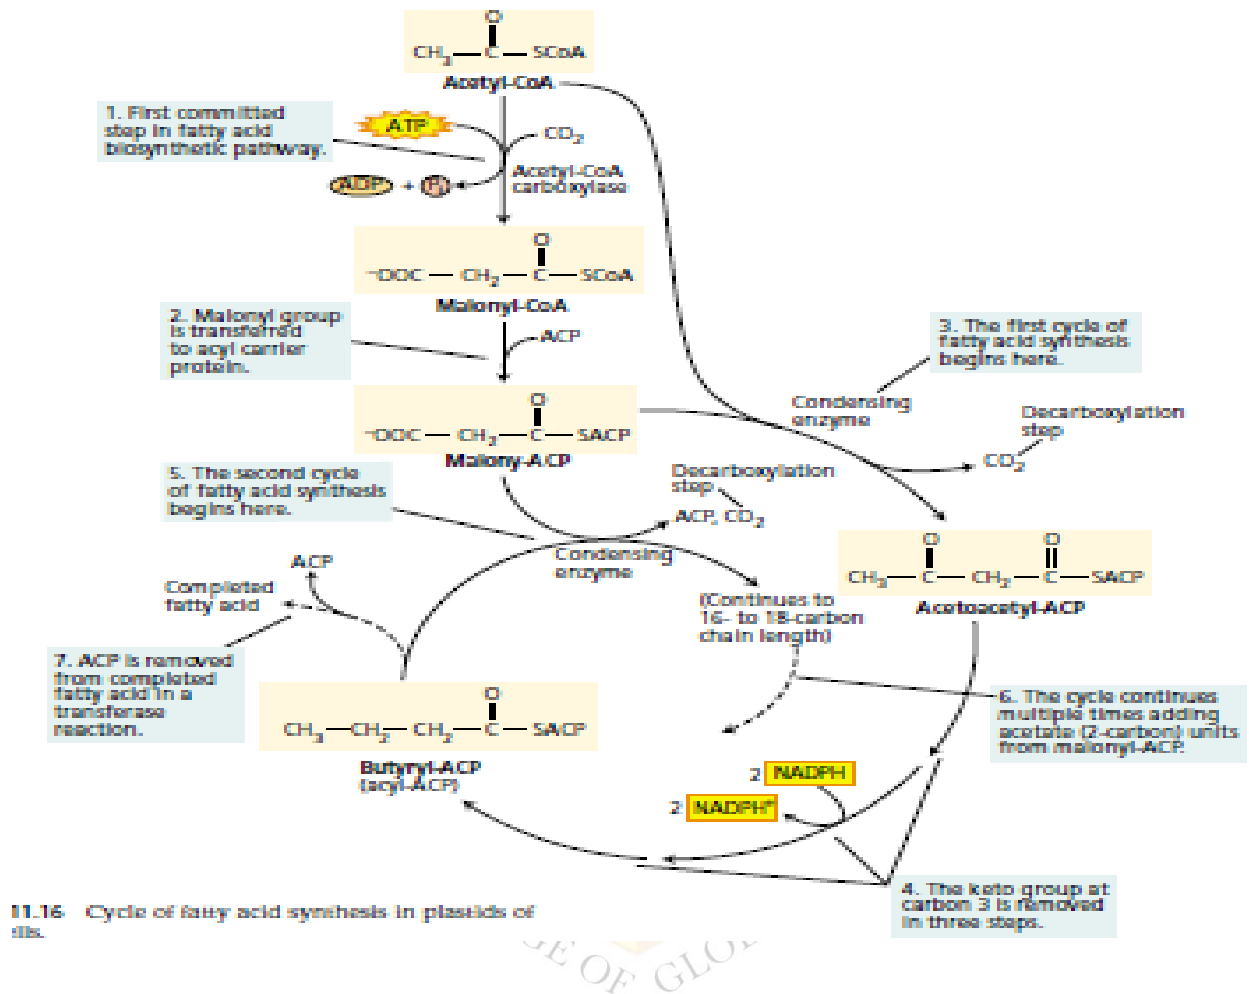 O
CH3 — C — SCoA
Acetyl-CoA
1. First committed
step in fatty acid
biosynthetic pathway.
ATP
CO2
ADP + Pi
Acetyl-CoA
carboxylase
O
⁻OOC — CH2 — C — SCoA
Malonyl-CoA
2. Malonyl group
is transferred
to acyl carrier
protein.
ACP
3. The first cycle of
fatty acid synthesis
begins here.
O
⁻OOC — CH2 — C — SACP
Malony-ACP
Condensing
enzyme
Decarboxylation
step
CO2
5. The second cycle
of fatty acid synthesis
begins here.
Decarboxylation
step
ACP, CO2
Condensing
enzyme
O O
CH3 — C — CH2 — C — SACP
Acetoacetyl-ACP
ACP
Completed
fatty acid
(Continues to
16- to 18-carbon
chain length)
7. ACP is removed
from completed
fatty acid in a
transferase
reaction.
O
CH3 — CH2 — CH2 — C — SACP
Butyryl-ACP
(acyl-ACP)
6. The cycle continues
multiple times adding
acetate (2-carbon) units
from malonyl-ACP.
2 NADPH
2 NADPH⁺
4. The keto group at
carbon 3 is removed
in three steps.
11.16 Cycle of fatty acid synthesis in plastids of
GE OF GLO